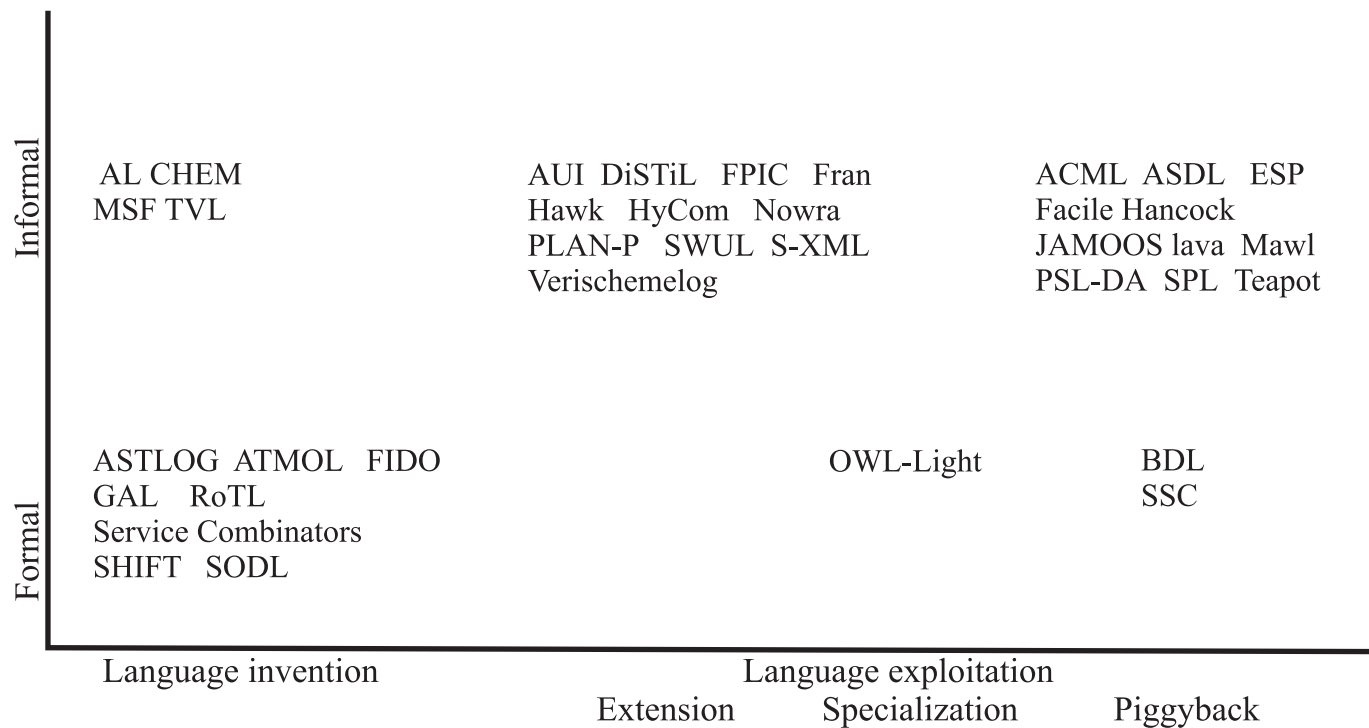 Informal
AL CHEM
MSF TVL
AUI DiSTiL FPIC Fran
Hawk HyCom Nowra
PLAN-P SWUL S-XML
Verischemelog
ACML ASDL ESP
Facile Hancock
JAMOOS lava Mawl
PSL-DA SPL Teapot
Formal
ASTLOG ATMOL FIDO
GAL RoTL
Service Combinators
SHIFT SODL
OWL-Light
BDL
SSC
Language invention
Language exploitation
Extension Specialization Piggyback